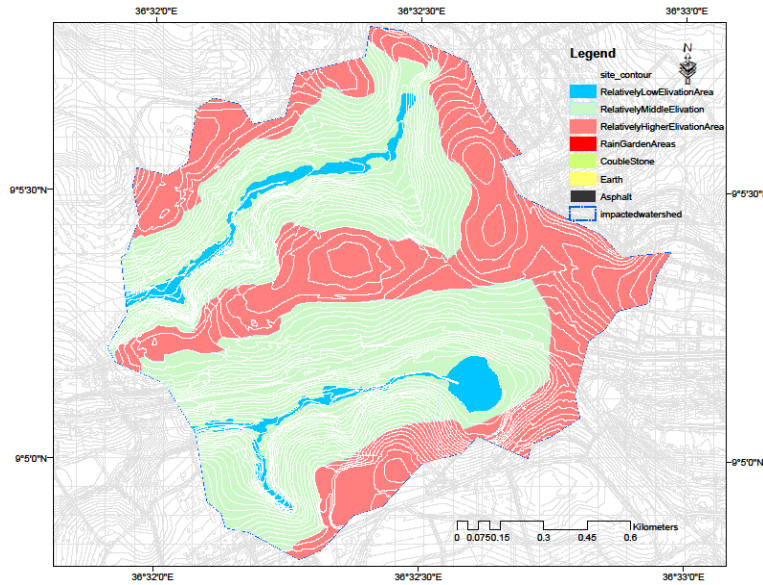 36°32'0"E 36°32'30"E 36°33'0"E
Legend
N
site_contour
RelativelyLowElivationArea
RelativelyMiddleElivation
RelativelyHigherElivationArea
RainGardenAreas
CoubleStone
Earth
Asphalt
impactedwatershed
9°5'30"N 9°5'30"N
9°5'0"N 9°5'0"N
Kilometers
0 0.0750.15 0.3 0.45 0.6
36°32'0"E 36°32'30"E 36°33'0"E